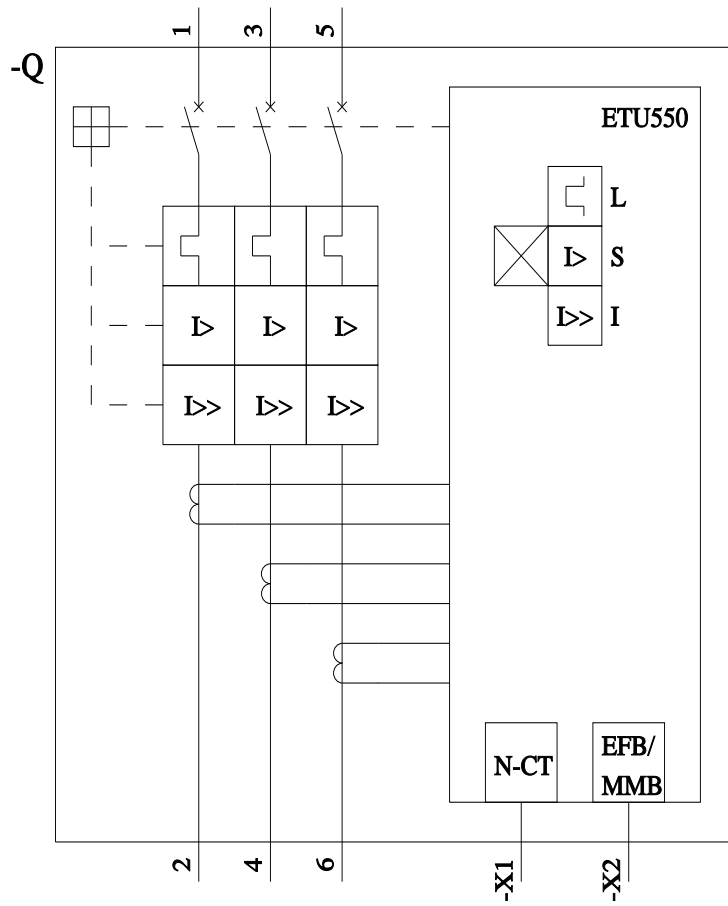 1 3 5
-Q
ETU550
L
I> S
I>> I
I> I> I>
I>> I>> I>>
N-CT
EFB/
MMB
2 4 6
-X1 -X2